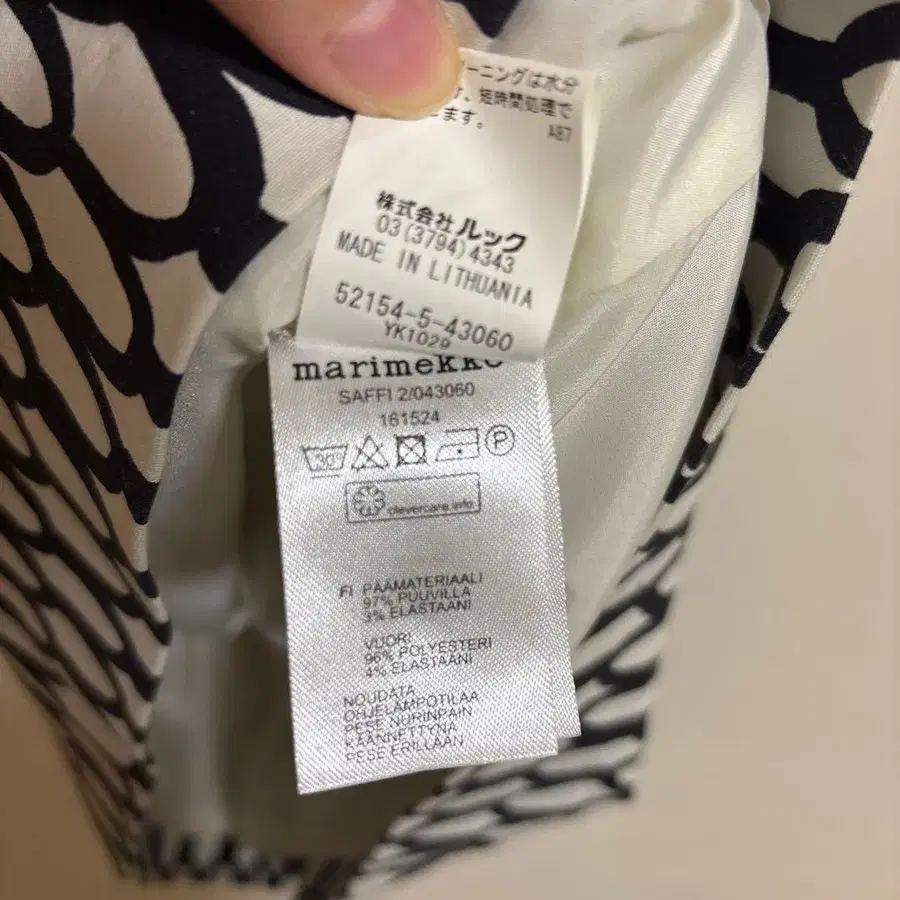 ーニングは水分
け、短時間処理で
ます。 A87
株式会社 ルック
03(3794)4343
MADE IN LITHUANIA
52154-5-43060
YK1029
marimekko
SAFFI 2/043060
161524
30° P
clevercare.info
FI PÄÄMATERIAALI
97% PUUVILLA
3% ELASTAANI
VUORI
96% POLYESTERI
4% ELASTAANI
NOUDATA
OHJELÄMPÖTILAA
PESE NURINPÄIN
KÄÄNNETTYNÄ
PESE ERILLÄÄN